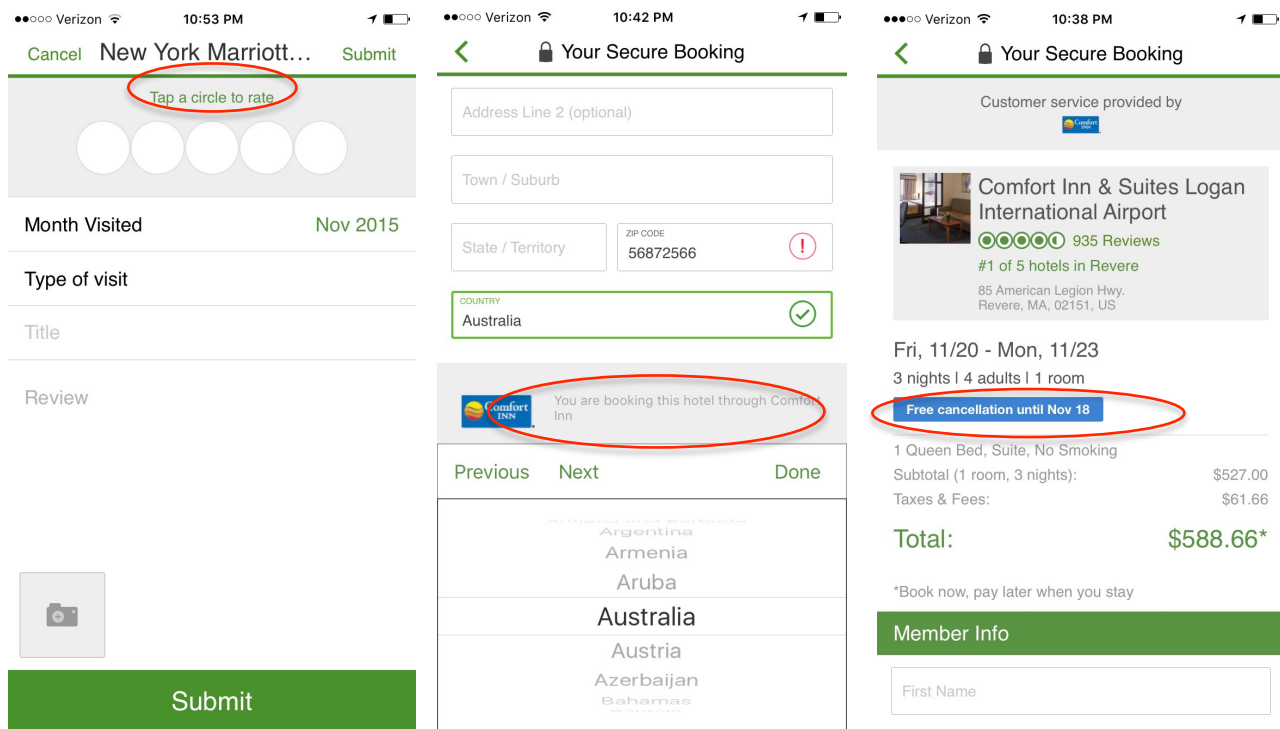 Verizon 10:53 PM
Cancel New York Marriott... Submit
Tap a circle to rate
Month Visited Nov 2015
Type of visit
Title
Review
Submit
Verizon 10:42 PM
Your Secure Booking
Address Line 2 (optional)
Town / Suburb
State / Territory
ZIP CODE
56872566
COUNTRY
Australia
Comfort
INN
You are booking this hotel through Comfort
Inn
Previous Next Done
Argentina
Armenia
Aruba
Australia
Austria
Azerbaijan
Bahamas
Verizon 10:38 PM
Your Secure Booking
Customer service provided by
Comfort
INN
Comfort Inn & Suites Logan
International Airport
935 Reviews
#1 of 5 hotels in Revere
85 American Legion Hwy.
Revere, MA, 02151, US
Fri, 11/20 - Mon, 11/23
3 nights | 4 adults | 1 room
Free cancellation until Nov 18
1 Queen Bed, Suite, No Smoking
Subtotal (1 room, 3 nights): $527.00
Taxes & Fees: $61.66
Total: $588.66*
*Book now, pay later when you stay
Member Info
First Name